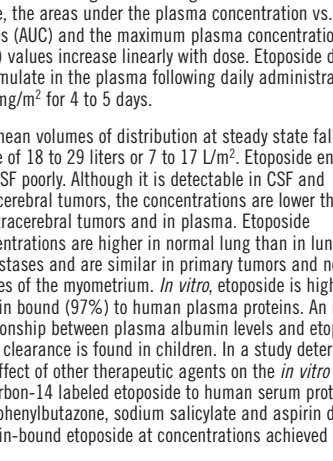 e, the areas under the plasma concentration vs.
es (AUC) and the maximum plasma concentratio
) values increase linearly with dose. Etoposide d
mulate in the plasma following daily administra
mg/m² for 4 to 5 days.
mean volumes of distribution at steady state fal
e of 18 to 29 liters or 7 to 17 L/m². Etoposide en
SF poorly. Although it is detectable in CSF and
cerebral tumors, the concentrations are lower th
tracerebral tumors and in plasma. Etoposide
entrations are higher in normal lung than in lun
stases and are similar in primary tumors and no
es of the myometrium. In vitro, etoposide is high
in bound (97%) to human plasma proteins. An i
onship between plasma albumin levels and etop
clearance is found in children. In a study deter
effect of other therapeutic agents on the in vitro
rbon-14 labeled etoposide to human serum prot
phenylbutazone, sodium salicylate and aspirin d
in-bound etoposide at concentrations achieved